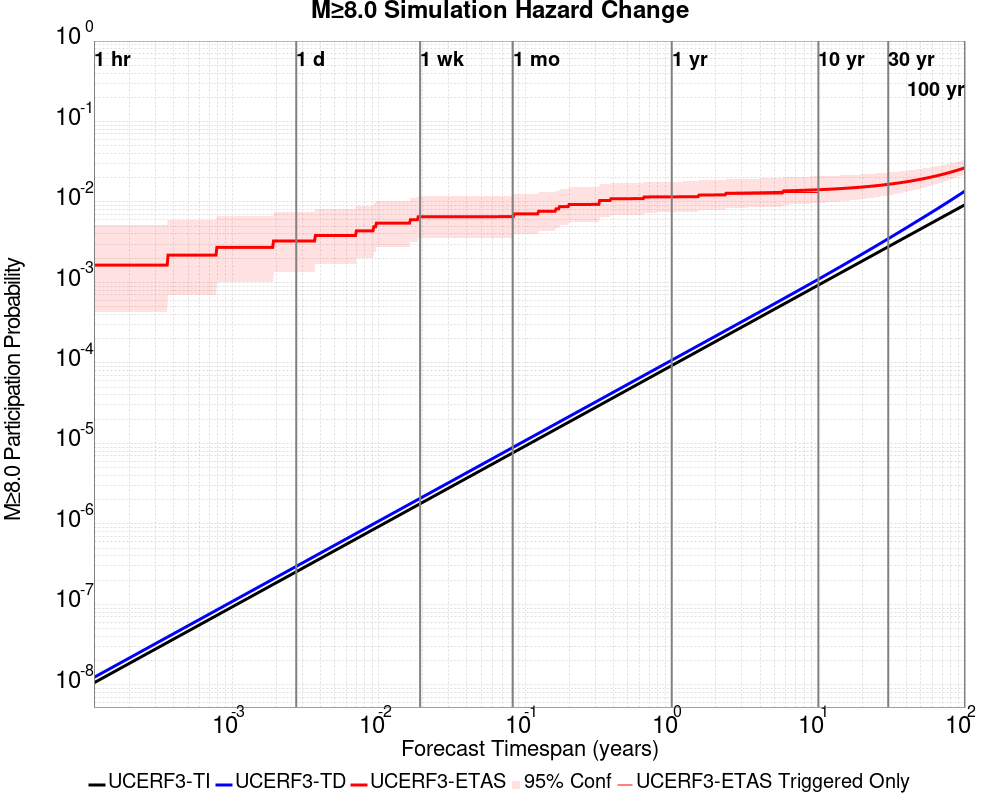 M≥8.0 Simulation Hazard Change
10^0
10^-1
10^-2
10^-3
10^-4
10^-5
10^-6
10^-7
10^-8
M≥8.0 Participation Probability
1 hr 1 d 1 wk 1 mo 1 yr 10 yr 30 yr
100 yr
10^-3 10^-2 10^-1 10^0 10^1 10^2
Forecast Timespan (years)
UCERF3-TI UCERF3-TD UCERF3-ETAS 95% Conf UCERF3-ETAS Triggered Only